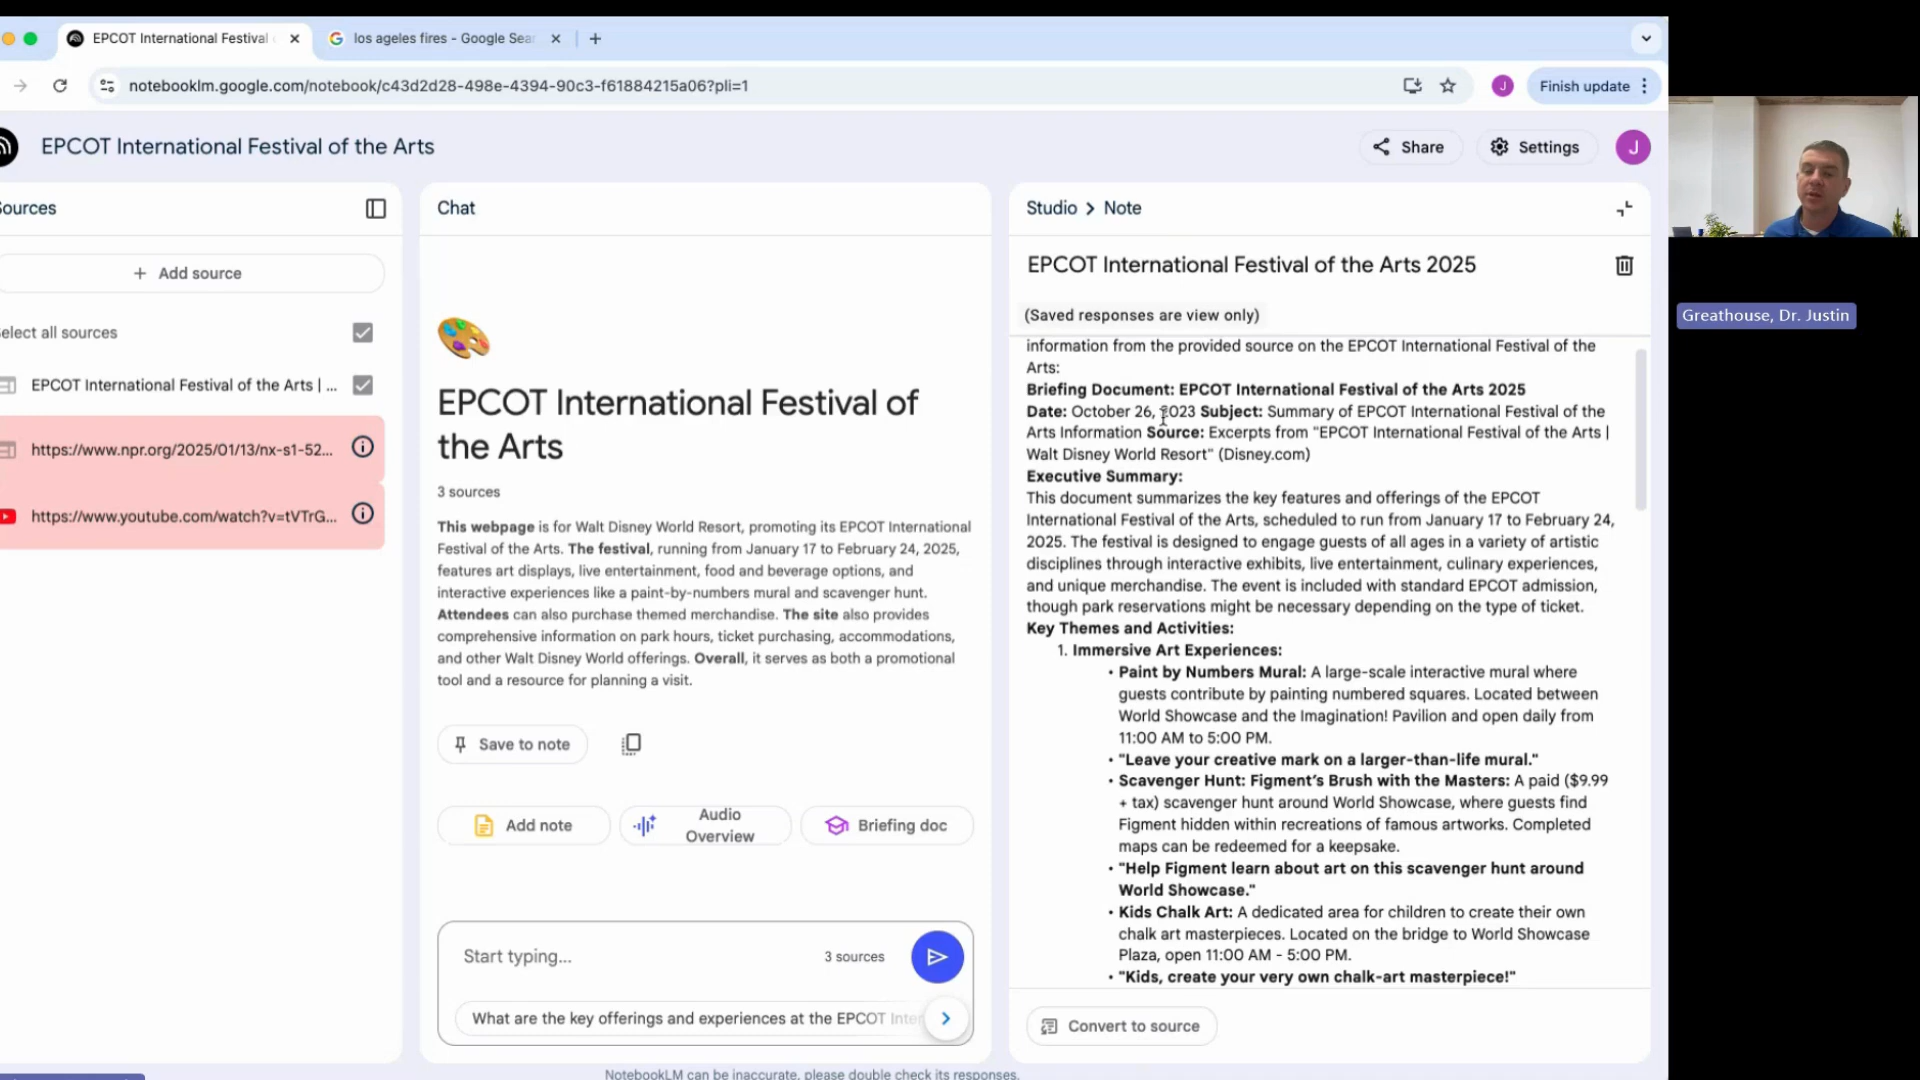 EPCOT International Festival
los ageles fires - Google Sear
notebooklm.google.com/notebook/c43d2d28-498e-4394-90c3-f61884215a06?pli=1
J
Finish update
EPCOT International Festival of the Arts
Share
Settings
J
Sources
Chat
Studio > Note
+ Add source
EPCOT International Festival of the Arts 2025
Select all sources
(Saved responses are view only)
EPCOT International Festival of the Arts | ...
https://www.npr.org/2025/01/13/nx-s1-52...
https://www.youtube.com/watch?v=tVTrG...
EPCOT International Festival of
the Arts
3 sources
This webpage is for Walt Disney World Resort, promoting its EPCOT International
Festival of the Arts. The festival, running from January 17 to February 24, 2025,
features art displays, live entertainment, food and beverage options, and
interactive experiences like a paint-by-numbers mural and scavenger hunt.
Attendees can also purchase themed merchandise. The site also provides
comprehensive information on park hours, ticket purchasing, accommodations,
and other Walt Disney World offerings. Overall, it serves as both a promotional
tool and a resource for planning a visit.
Save to note
Add note
Audio
Overview
Briefing doc
Start typing...
3 sources
What are the key offerings and experiences at the EPCOT Inter
NotebookLM can be inaccurate, please double check its responses.
information from the provided source on the EPCOT International Festival of the
Arts:
Briefing Document: EPCOT International Festival of the Arts 2025
Date: October 26, 2023 Subject: Summary of EPCOT International Festival of the
Arts Information Source: Excerpts from "EPCOT International Festival of the Arts |
Walt Disney World Resort" (Disney.com)
Executive Summary:
This document summarizes the key features and offerings of the EPCOT
International Festival of the Arts, scheduled to run from January 17 to February 24,
2025. The festival is designed to engage guests of all ages in a variety of artistic
disciplines through interactive exhibits, live entertainment, culinary experiences,
and unique merchandise. The event is included with standard EPCOT admission,
though park reservations might be necessary depending on the type of ticket.
Key Themes and Activities:
1. Immersive Art Experiences:
• Paint by Numbers Mural: A large-scale interactive mural where
guests contribute by painting numbered squares. Located between
World Showcase and the Imagination! Pavilion and open daily from
11:00 AM to 5:00 PM.
• "Leave your creative mark on a larger-than-life mural."
• Scavenger Hunt: Figment's Brush with the Masters: A paid ($9.99
+ tax) scavenger hunt around World Showcase, where guests find
Figment hidden within recreations of famous artworks. Completed
maps can be redeemed for a keepsake.
• "Help Figment learn about art on this scavenger hunt around
World Showcase."
• Kids Chalk Art: A dedicated area for children to create their own
chalk art masterpieces. Located on the bridge to World Showcase
Plaza, open 11:00 AM - 5:00 PM.
• "Kids, create your very own chalk-art masterpiece!"
Convert to source
Greathouse, Dr. Justin